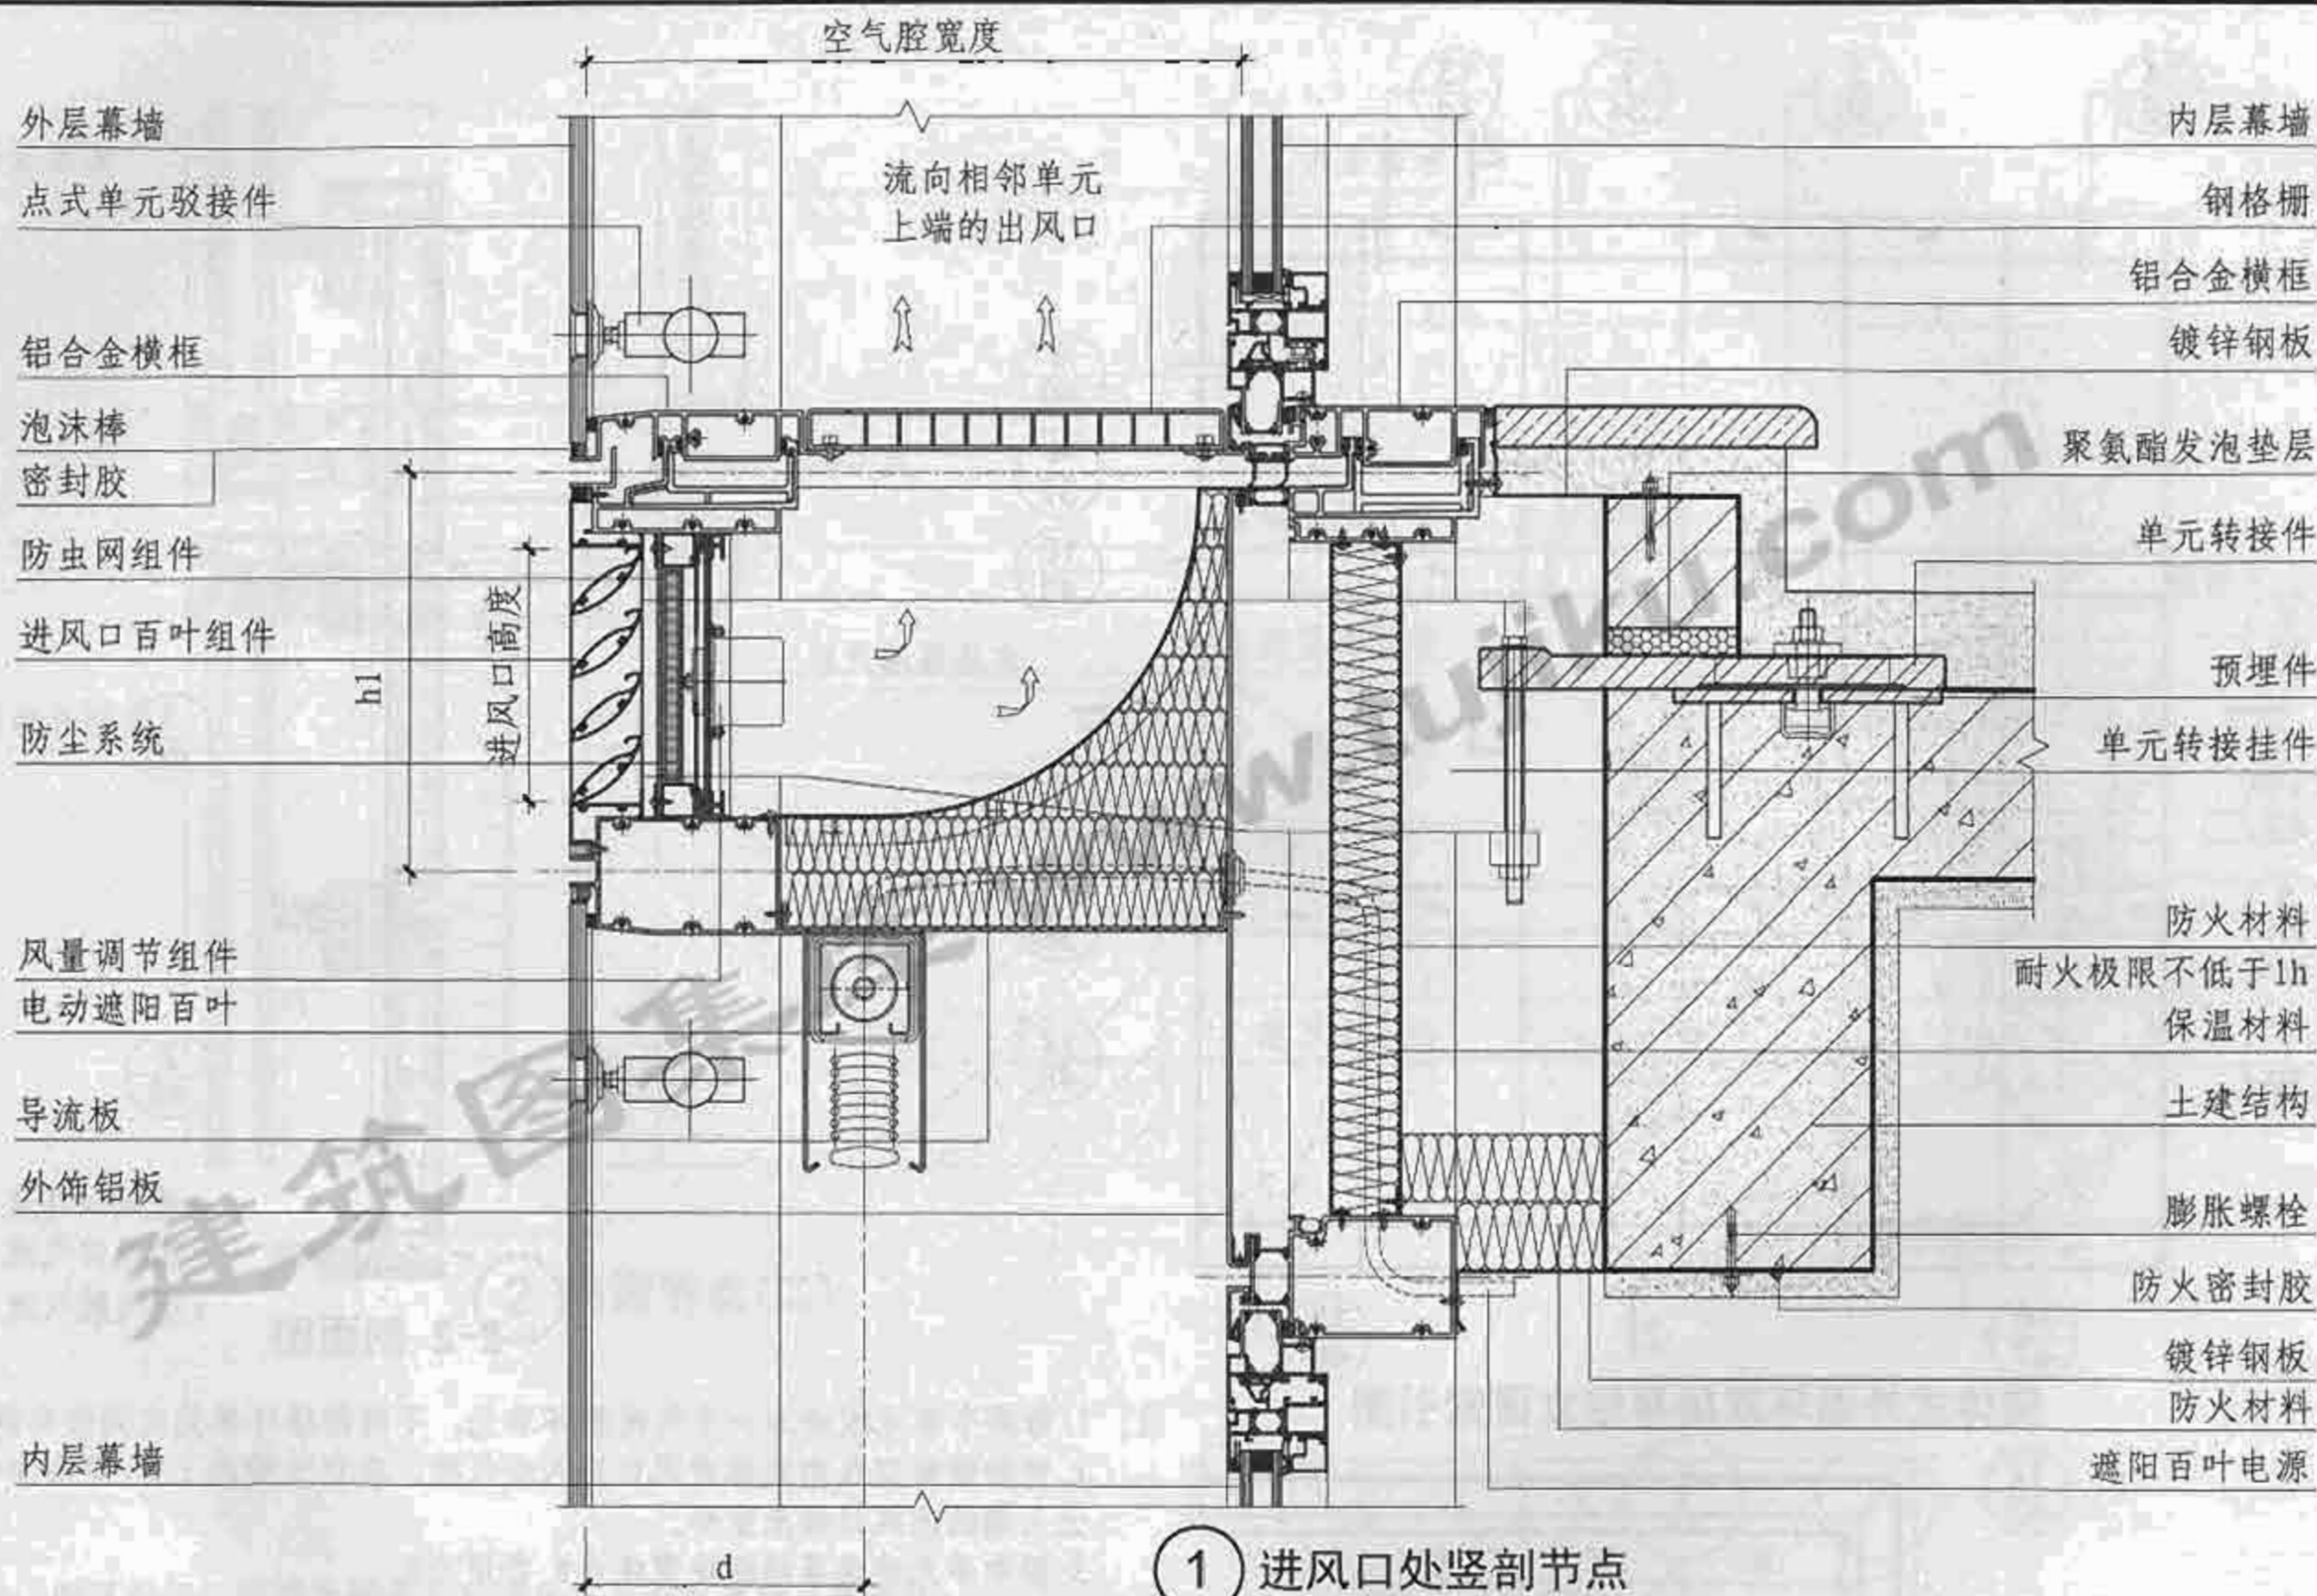 空气腔宽度
外层幕墙
点式单元驳接件
铝合金横框
泡沫棒
密封胶
防虫网组件
进风口百叶组件
防尘系统
风量调节组件
电动遮阳百叶
导流板
外饰铝板
内层幕墙
流向相邻单元
上端的出风口
h1
进风口高度
d
内层幕墙
钢格栅
铝合金横框
镀锌钢板
聚氨酯发泡垫层
单元转接件
预埋件
单元转接挂件
防火材料
耐火极限不低于1h
保温材料
土建结构
膨胀螺栓
防火密封胶
镀锌钢板
防火材料
遮阳百叶电源
1 进风口处竖剖节点